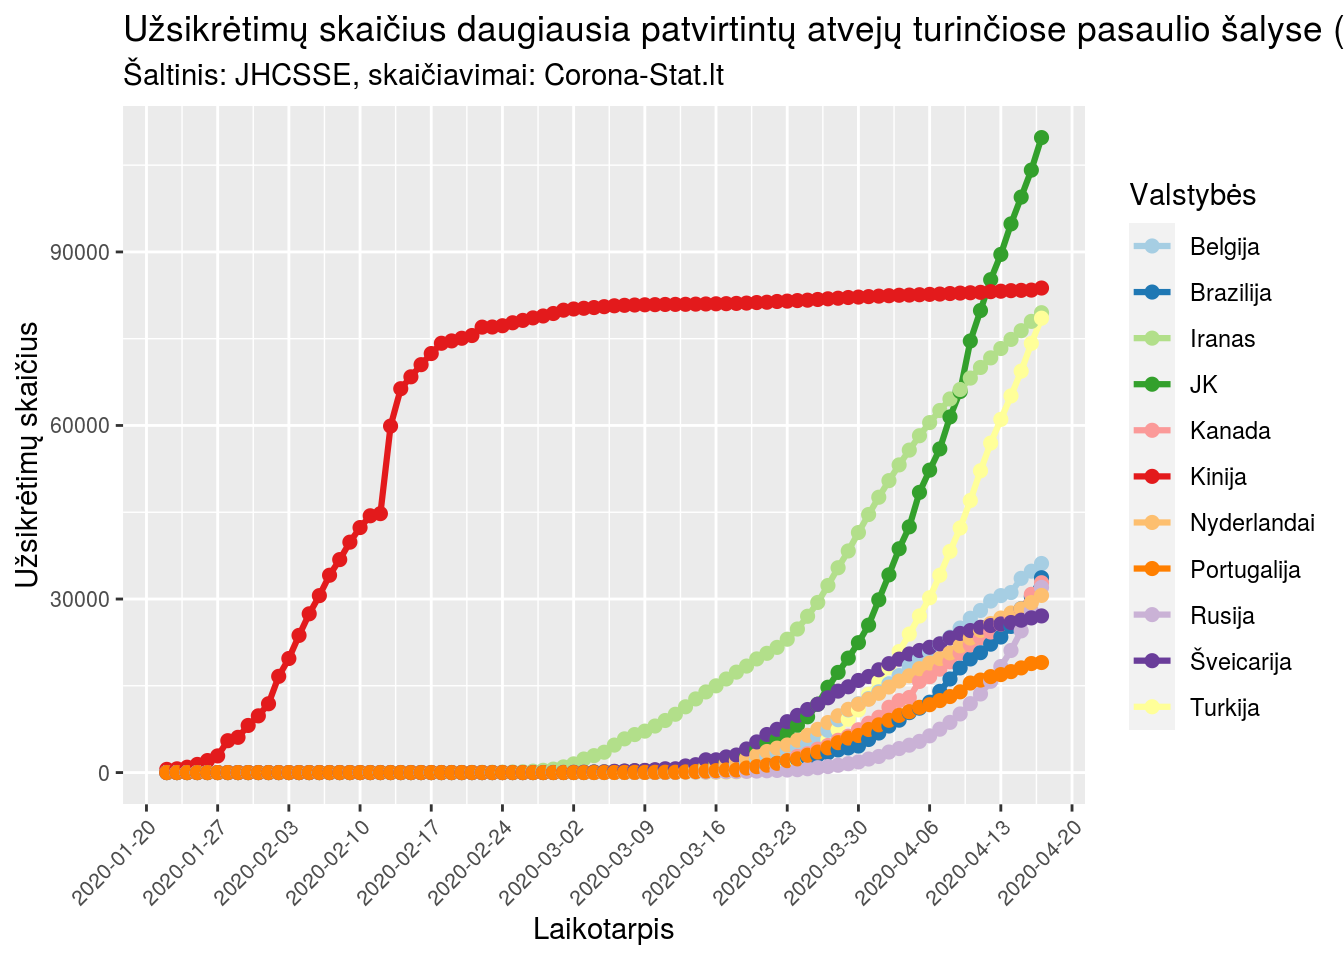 Užsikrėtimų skaičius daugiausia patvirtintų atvejų turinčiose pasaulio šalyse (
Šaltinis: JHCSSE, skaičiavimai: Corona-Stat.lt
Užsikrėtimų skaičius
90000
60000
30000
0
2020-01-20
2020-01-27
2020-02-03
2020-02-10
2020-02-17
2020-02-24
2020-03-02
2020-03-09
2020-03-16
2020-03-23
2020-03-30
2020-04-06
2020-04-13
2020-04-20
Laikotarpis
Valstybės
Belgija
Brazilija
Iranas
JK
Kanada
Kinija
Nyderlandai
Portugalija
Rusija
Šveicarija
Turkija